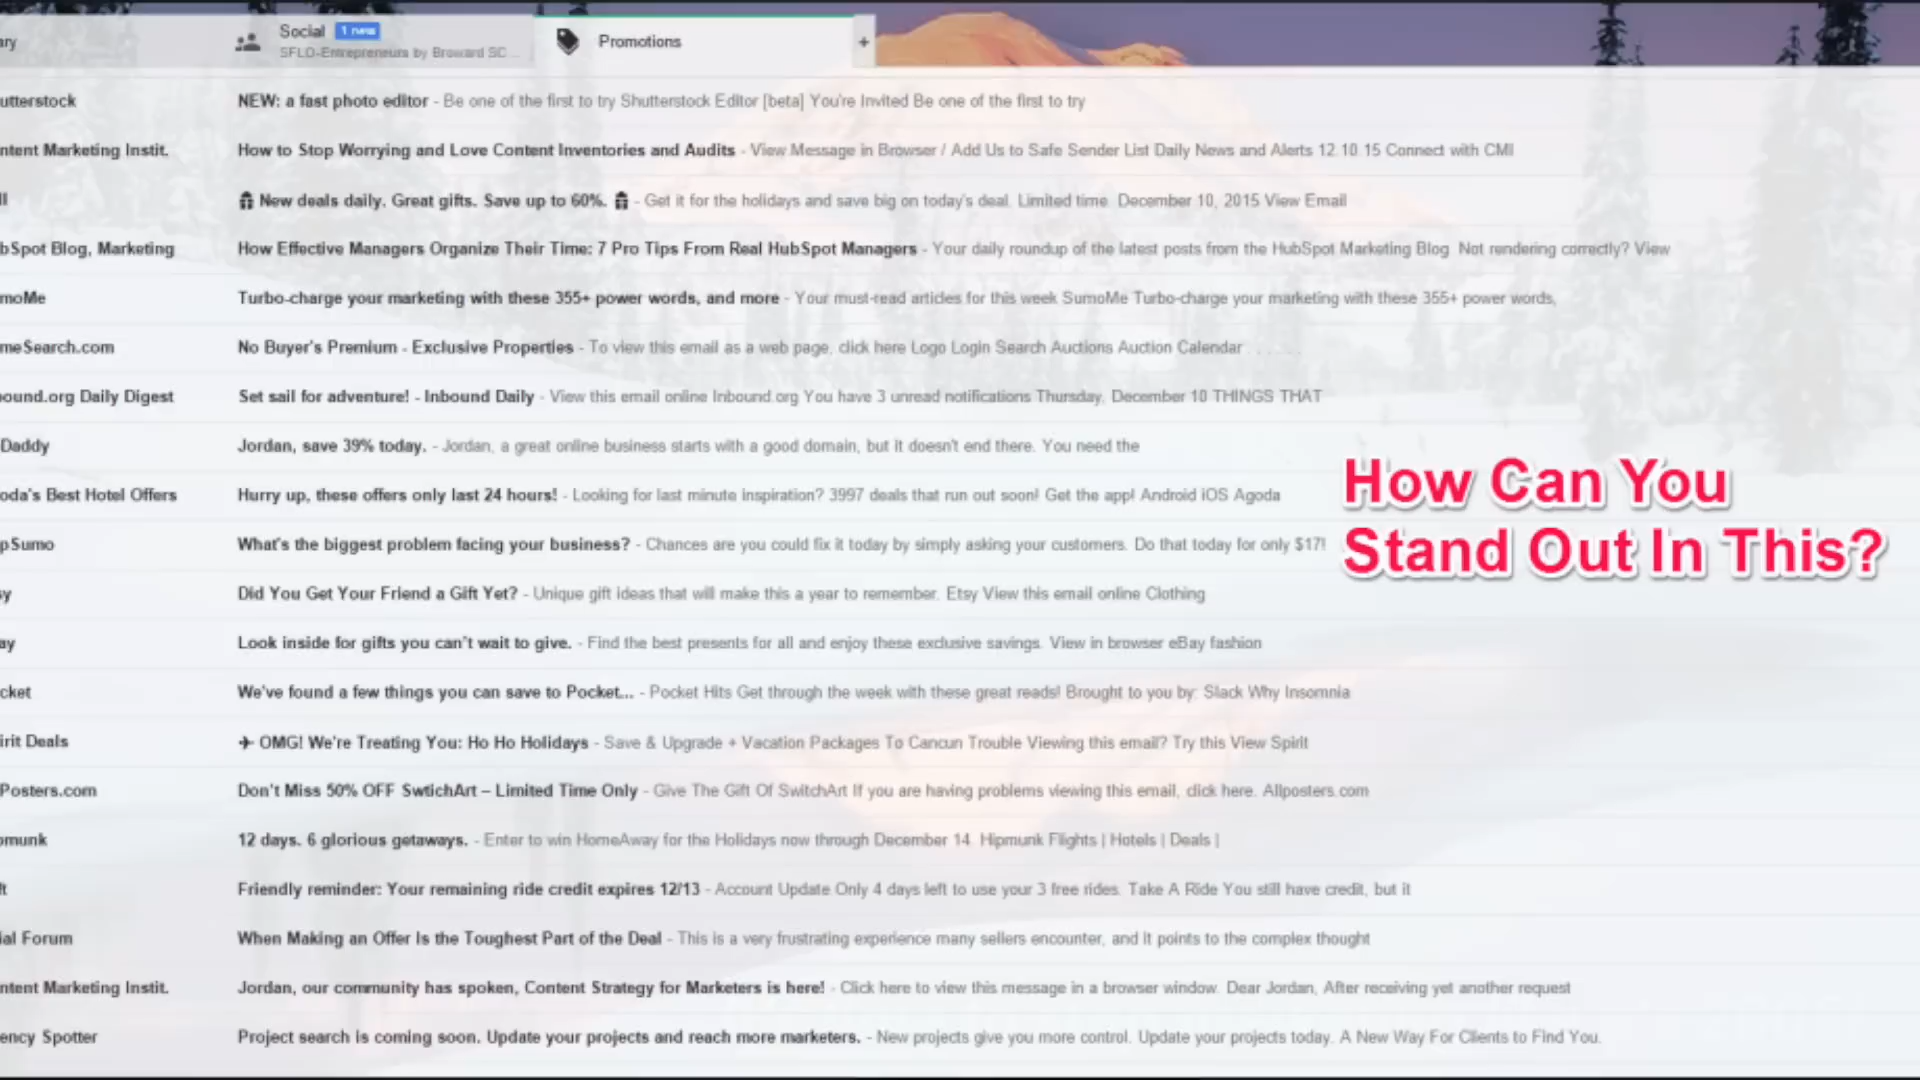 ary
Social 1 new
SFLO-Entrepreneurs by Broward SC ...
Promotions
+
utterstock NEW: a fast photo editor - Be one of the first to try Shutterstock Editor [beta] You're Invited Be one of the first to try
ntent Marketing Instit. How to Stop Worrying and Love Content Inventories and Audits - View Message in Browser / Add Us to Safe Sender List Daily News and Alerts 12.10.15 Connect with CMI
ll New deals daily. Great gifts. Save up to 60%. - Get it for the holidays and save big on today's deal. Limited time. December 10, 2015 View Email
bSpot Blog, Marketing How Effective Managers Organize Their Time: 7 Pro Tips From Real HubSpot Managers - Your daily roundup of the latest posts from the HubSpot Marketing Blog. Not rendering correctly? View
moMe Turbo-charge your marketing with these 355+ power words, and more - Your must-read articles for this week SumoMe Turbo-charge your marketing with these 355+ power words,
meSearch.com No Buyer's Premium - Exclusive Properties - To view this email as a web page, click here Logo Login Search Auctions Auction Calendar . . . . . .
bound.org Daily Digest Set sail for adventure! - Inbound Daily - View this email online Inbound.org You have 3 unread notifications Thursday, December 10 THINGS THAT
Daddy Jordan, save 39% today. - Jordan, a great online business starts with a good domain, but it doesn't end there. You need the
oda's Best Hotel Offers Hurry up, these offers only last 24 hours! - Looking for last minute inspiration? 3997 deals that run out soon! Get the app! Android iOS Agoda
How Can You
Stand Out In This?
pSumo What's the biggest problem facing your business? - Chances are you could fix it today by simply asking your customers. Do that today for only $17!
sy Did You Get Your Friend a Gift Yet? - Unique gift ideas that will make this a year to remember. Etsy View this email online Clothing
ay Look inside for gifts you can't wait to give. - Find the best presents for all and enjoy these exclusive savings. View in browser eBay fashion
cket We've found a few things you can save to Pocket... - Pocket Hits Get through the week with these great reads! Brought to you by: Slack Why Insomnia
irit Deals ✈ OMG! We're Treating You: Ho Ho Holidays - Save & Upgrade + Vacation Packages To Cancun Trouble Viewing this email? Try this View Spirit
Posters.com Don't Miss 50% OFF SwtichArt – Limited Time Only - Give The Gift Of SwitchArt If you are having problems viewing this email, click here. Allposters.com
pmunk 12 days. 6 glorious getaways. - Enter to win HomeAway for the Holidays now through December 14. Hipmunk Flights | Hotels | Deals |
ft Friendly reminder: Your remaining ride credit expires 12/13 - Account Update Only 4 days left to use your 3 free rides. Take A Ride You still have credit, but it
ial Forum When Making an Offer Is the Toughest Part of the Deal - This is a very frustrating experience many sellers encounter, and it points to the complex thought
ntent Marketing Instit. Jordan, our community has spoken, Content Strategy for Marketers is here! - Click here to view this message in a browser window. Dear Jordan, After receiving yet another request
ency Spotter Project search is coming soon. Update your projects and reach more marketers. - New projects give you more control. Update your projects today. A New Way For Clients to Find You.